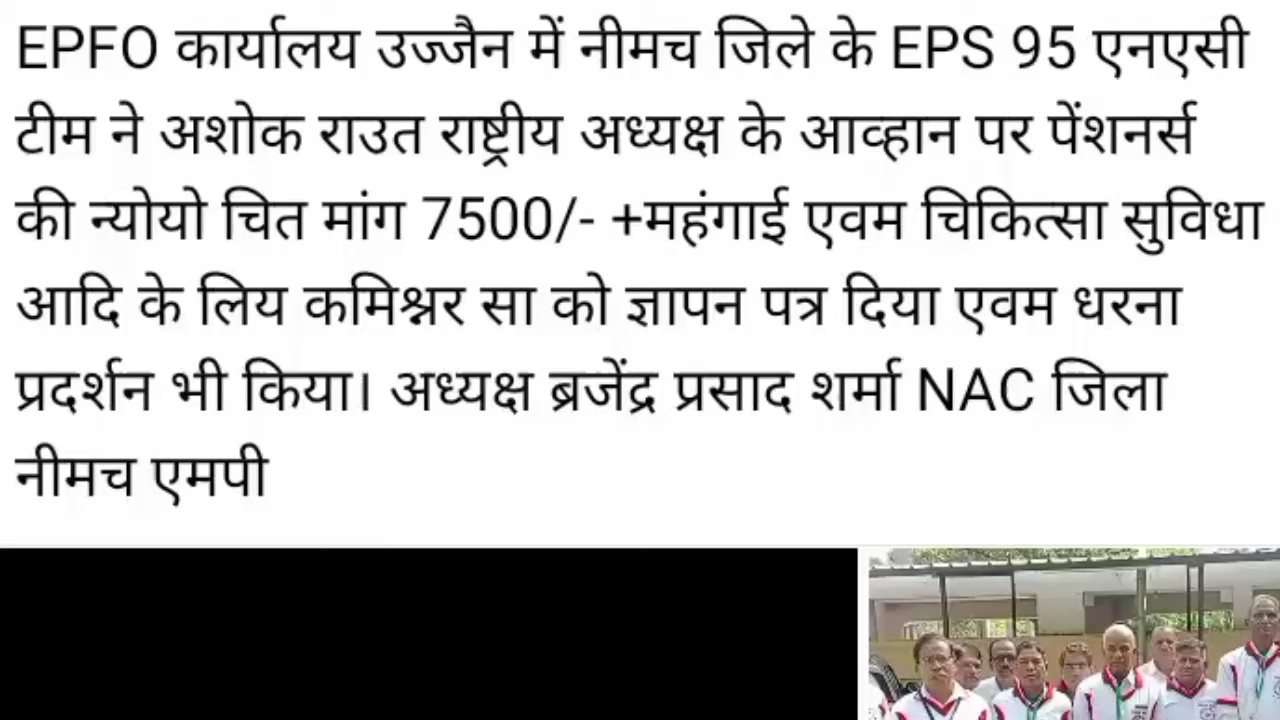 EPFO कार्यालय उज्जैन में नीमच जिले के EPS 95 एनएसी
टीम ने अशोक राउत राष्ट्रीय अध्यक्ष के आव्हान पर पेंशनर्स
की न्योयो चित मांग 7500/- +महंगाई एवम चिकित्सा सुविधा
आदि के लिय कमिश्नर सा को ज्ञापन पत्र दिया एवम धरना
प्रदर्शन भी किया। अध्यक्ष ब्रजेंद्र प्रसाद शर्मा NAC जिला
नीमच एमपी